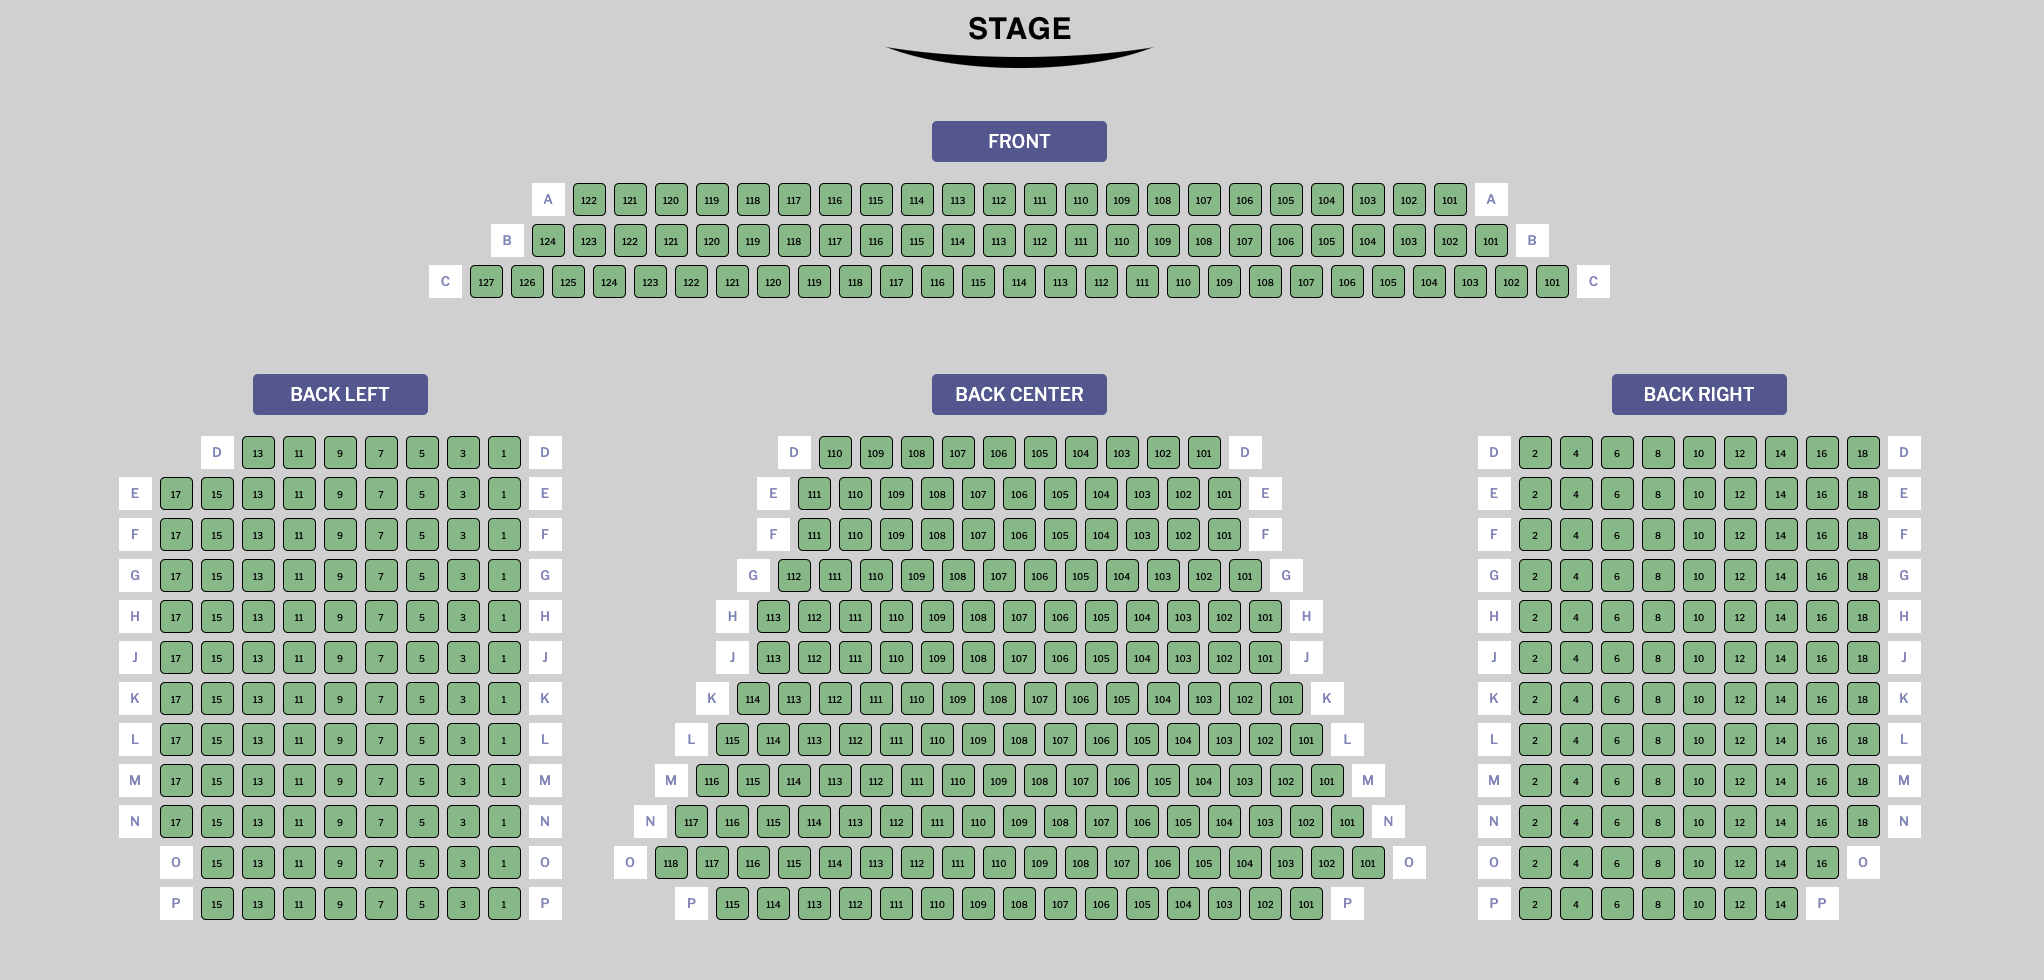 STAGE
FRONT
A 122 121 120 119 118 117 116 115 114 113 112 111 110 109 108 107 106 105 104 103 102 101 A
B 124 123 122 121 120 119 118 117 116 115 114 113 112 111 110 109 108 107 106 105 104 103 102 101 B
C 127 126 125 124 123 122 121 120 119 118 117 116 115 114 113 112 111 110 109 108 107 106 105 104 103 102 101 C
BACK LEFT BACK CENTER BACK RIGHT
D 13 11 9 7 5 3 1 D D 110 109 108 107 106 105 104 103 102 101 D D 2 4 6 8 10 12 14 16 18 D
E 17 15 13 11 9 7 5 3 1 E E 111 110 109 108 107 106 105 104 103 102 101 E E 2 4 6 8 10 12 14 16 18 E
F 17 15 13 11 9 7 5 3 1 F F 111 110 109 108 107 106 105 104 103 102 101 F F 2 4 6 8 10 12 14 16 18 F
G 17 15 13 11 9 7 5 3 1 G G 112 111 110 109 108 107 106 105 104 103 102 101 G G 2 4 6 8 10 12 14 16 18 G
H 17 15 13 11 9 7 5 3 1 H H 113 112 111 110 109 108 107 106 105 104 103 102 101 H H 2 4 6 8 10 12 14 16 18 H
J 17 15 13 11 9 7 5 3 1 J J 113 112 111 110 109 108 107 106 105 104 103 102 101 J J 2 4 6 8 10 12 14 16 18 J
K 17 15 13 11 9 7 5 3 1 K K 114 113 112 111 110 109 108 107 106 105 104 103 102 101 K K 2 4 6 8 10 12 14 16 18 K
L 17 15 13 11 9 7 5 3 1 L L 115 114 113 112 111 110 109 108 107 106 105 104 103 102 101 L L 2 4 6 8 10 12 14 16 18 L
M 17 15 13 11 9 7 5 3 1 M M 116 115 114 113 112 111 110 109 108 107 106 105 104 103 102 101 M M 2 4 6 8 10 12 14 16 18 M
N 17 15 13 11 9 7 5 3 1 N N 117 116 115 114 113 112 111 110 109 108 107 106 105 104 103 102 101 N N 2 4 6 8 10 12 14 16 18 N
O 15 13 11 9 7 5 3 1 O O 118 117 116 115 114 113 112 111 110 109 108 107 106 105 104 103 102 101 O O 2 4 6 8 10 12 14 16 O
P 15 13 11 9 7 5 3 1 P P 115 114 113 112 111 110 109 108 107 106 105 104 103 102 101 P P 2 4 6 8 10 12 14 P